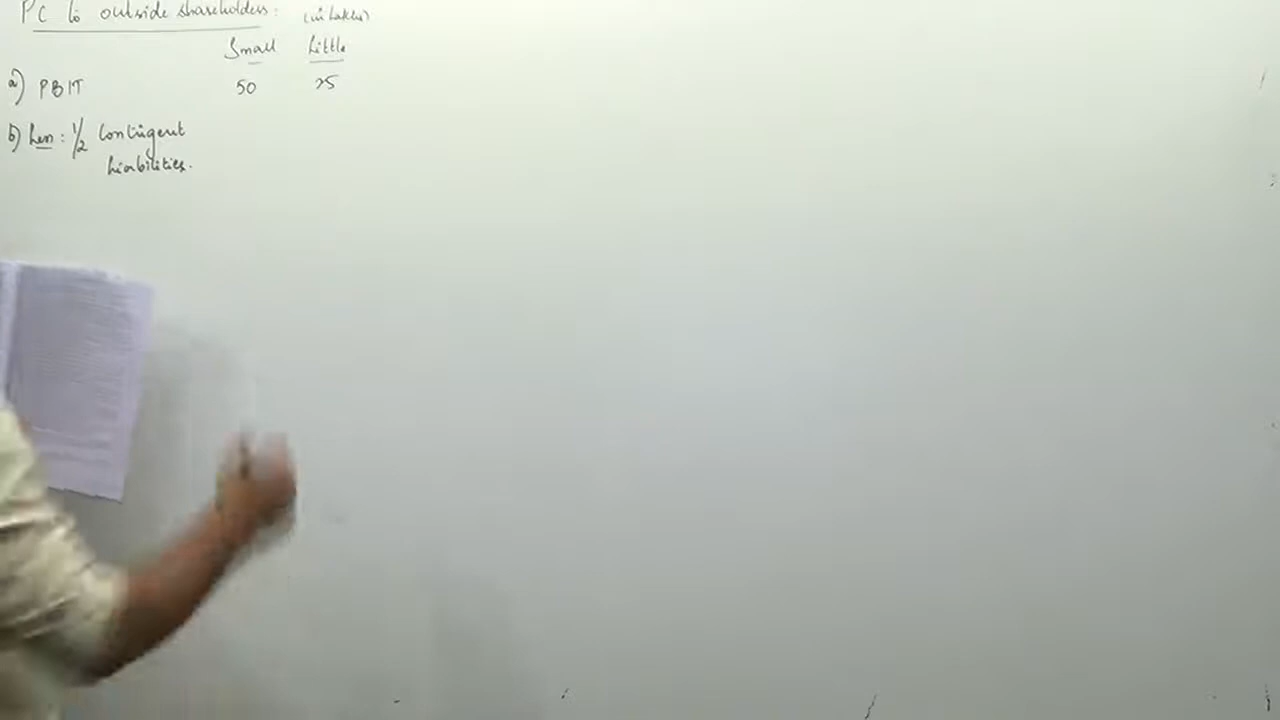 PC to outside shareholders: (in Lakhs)
Small Little
a) PBIT 50 25
b) Less: 1/2 Contingent
Liabilities.